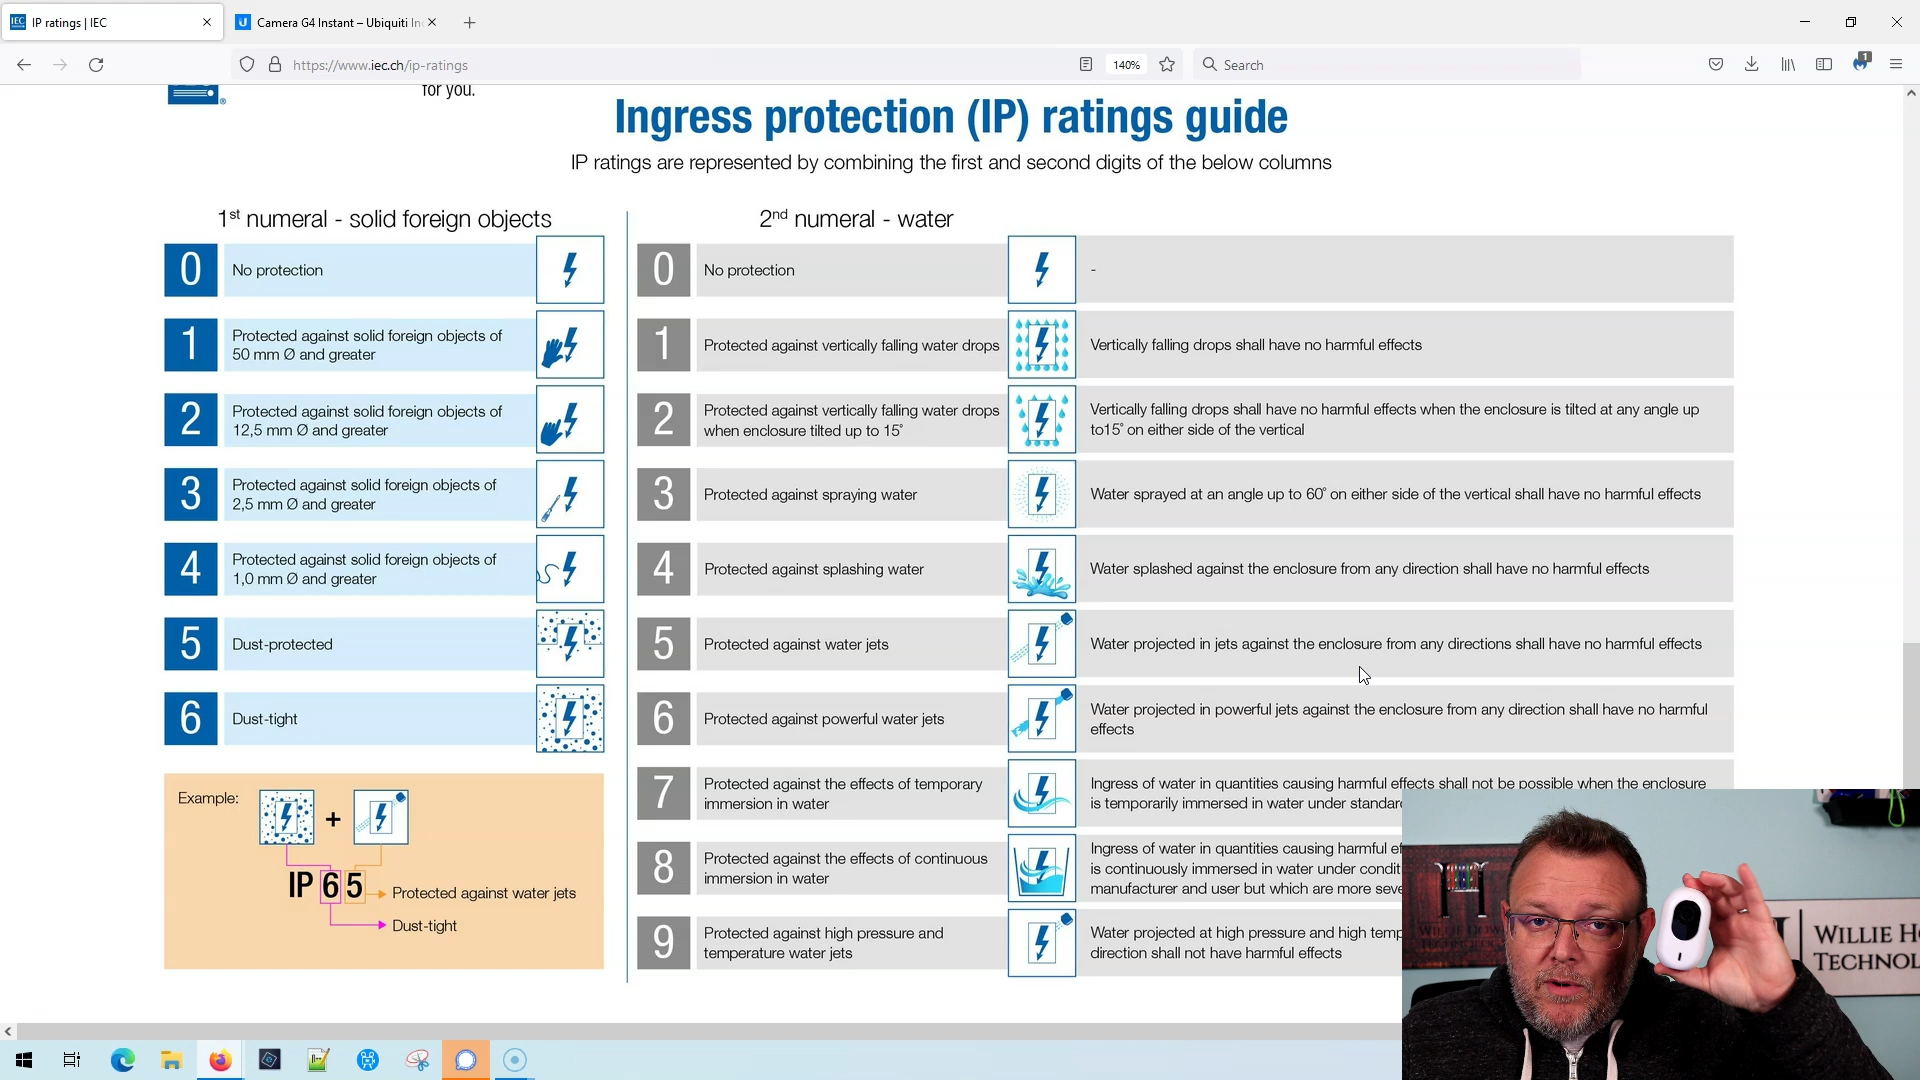 IP ratings | IEC
Camera G4 Instant – Ubiquiti Inc
https://www.iec.ch/ip-ratings
140%
Search
1
for you.
Ingress protection (IP) ratings guide
IP ratings are represented by combining the first and second digits of the below columns
1st numeral - solid foreign objects
2nd numeral - water
0 No protection
0 No protection -
1 Protected against solid foreign objects of
50 mm Ø and greater
1 Protected against vertically falling water drops
Vertically falling drops shall have no harmful effects
2 Protected against solid foreign objects of
12,5 mm Ø and greater
2 Protected against vertically falling water drops
when enclosure tilted up to 15°
Vertically falling drops shall have no harmful effects when the enclosure is tilted at any angle up
to15° on either side of the vertical
3 Protected against solid foreign objects of
2,5 mm Ø and greater
3 Protected against spraying water
Water sprayed at an angle up to 60° on either side of the vertical shall have no harmful effects
4 Protected against solid foreign objects of
1,0 mm Ø and greater
4 Protected against splashing water
Water splashed against the enclosure from any direction shall have no harmful effects
5 Dust-protected
5 Protected against water jets
Water projected in jets against the enclosure from any directions shall have no harmful effects
6 Dust-tight
6 Protected against powerful water jets
Water projected in powerful jets against the enclosure from any direction shall have no harmful
effects
7 Protected against the effects of temporary
immersion in water
Ingress of water in quantities causing harmful effects shall not be possible when the enclosure
is temporarily immersed in water under standar
8 Protected against the effects of continuous
immersion in water
Ingress of water in quantities causing harmful ef
is continuously immersed in water under condit
manufacturer and user but which are more seve
9 Protected against high pressure and
temperature water jets
Water projected at high pressure and high temp
direction shall not have harmful effects
Example:
+
IP 6 5
Protected against water jets
Dust-tight
WILLIE HO
TECHNOL